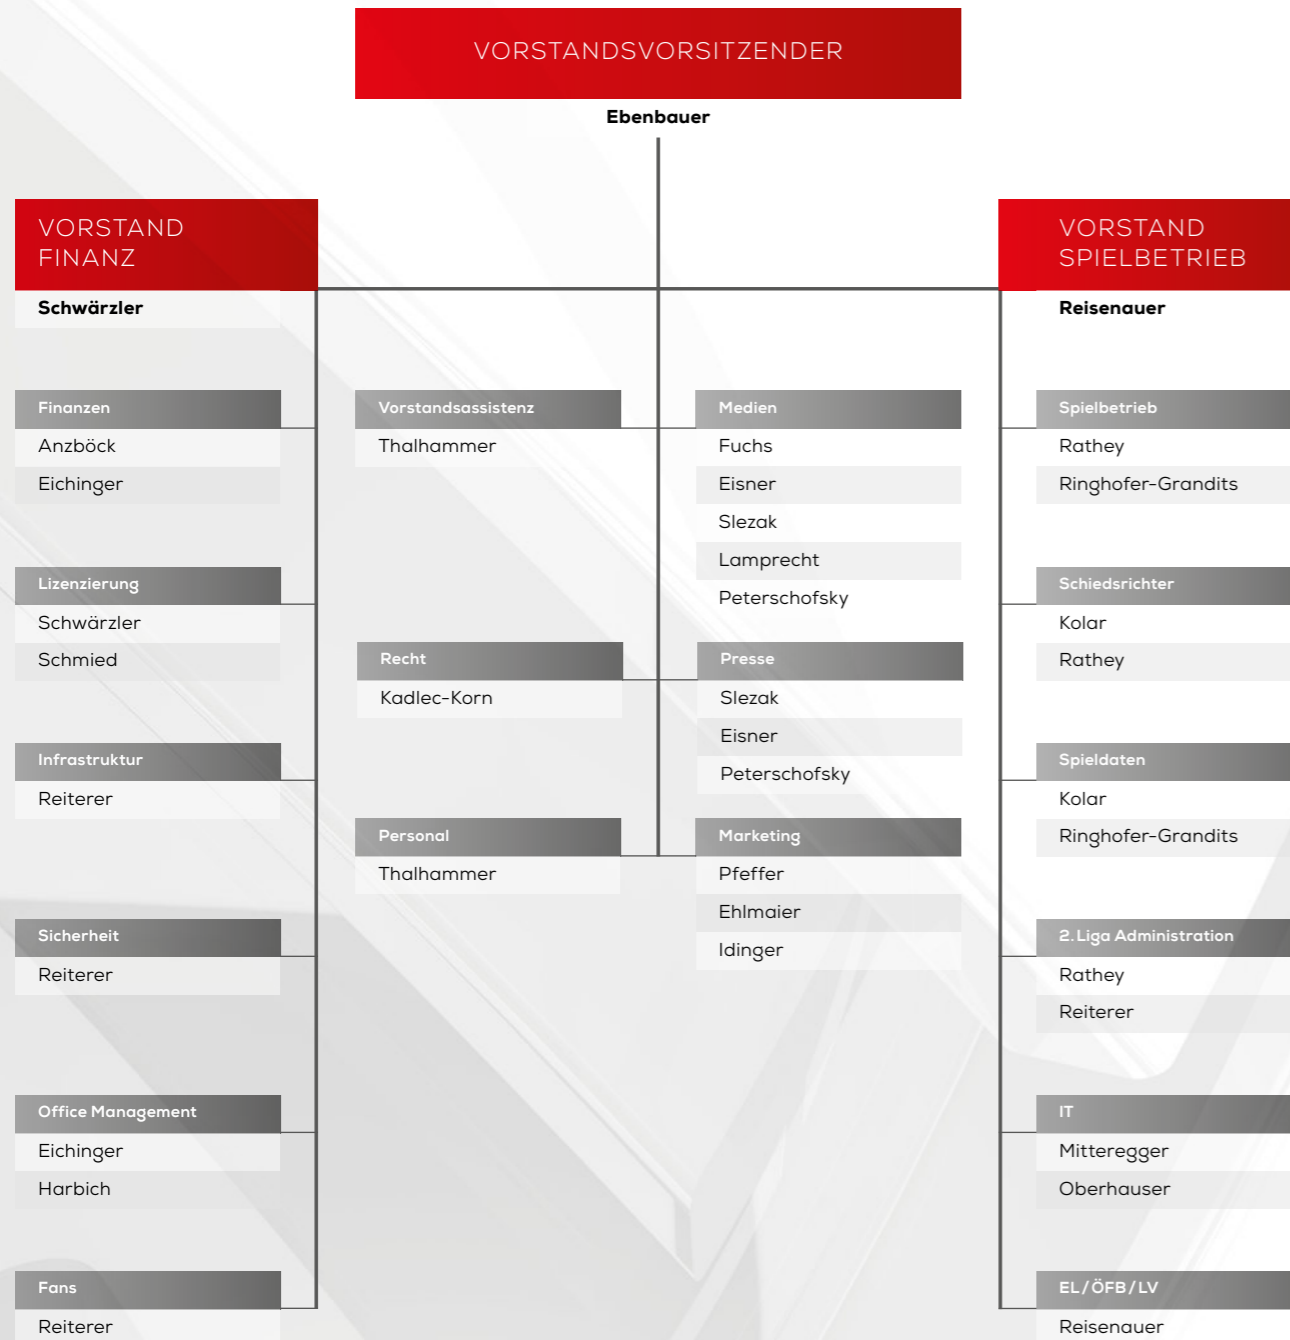 VORSTANDSVORSITZENDER
Ebenbauer
VORSTAND
FINANZ
Schwärzler
Finanzen
Anzböck
Eichinger
Lizenzierung
Schwärzler
Schmied
Infrastruktur
Reiterer
Sicherheit
Reiterer
Office Management
Eichinger
Harbich
Fans
Reiterer
Vorstandsassistenz
Thalhammer
Recht
Kadlec-Korn
Personal
Thalhammer
Medien
Fuchs
Eisner
Slezak
Lamprecht
Peterschofsky
Presse
Slezak
Eisner
Peterschofsky
Marketing
Pfeffer
Ehlmaier
Idinger
VORSTAND
SPIELBETRIEB
Reisenauer
Spielbetrieb
Rathey
Ringhofer-Grandits
Schiedsrichter
Kolar
Rathey
Spieldaten
Kolar
Ringhofer-Grandits
2. Liga Administration
Rathey
Reiterer
IT
Mitteregger
Oberhauser
EL/ÖFB/LV
Reisenauer